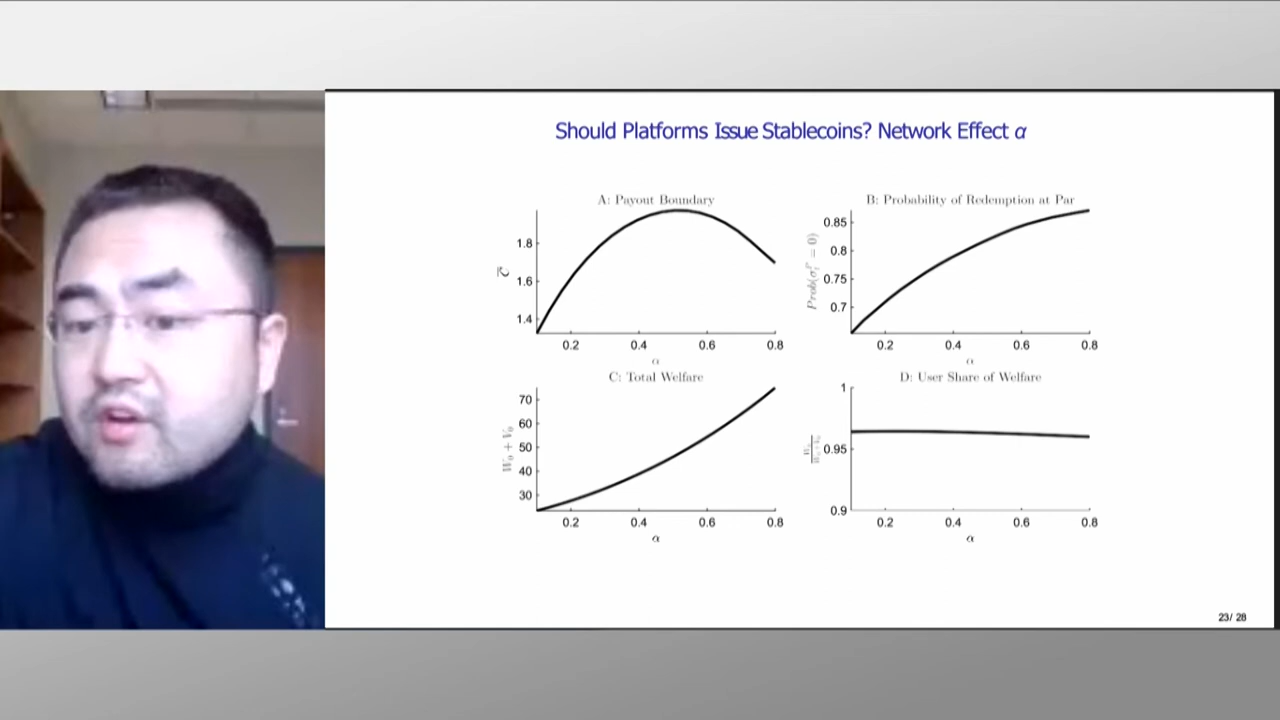 Should Platforms Issue Stablecoins? Network Effect α
A: Payout Boundary
C̅
1.8
1.6
1.4
0.2 0.4 0.6 0.8
α
B: Probability of Redemption at Par
0.85
0.8
0.75
0.7
0.2 0.4 0.6 0.8
α
C: Total Welfare
W₀ + V₀
70
60
50
40
30
0.2 0.4 0.6 0.8
α
D: User Share of Welfare
1
0.95
0.9
0.2 0.4 0.6 0.8
α
23/ 28